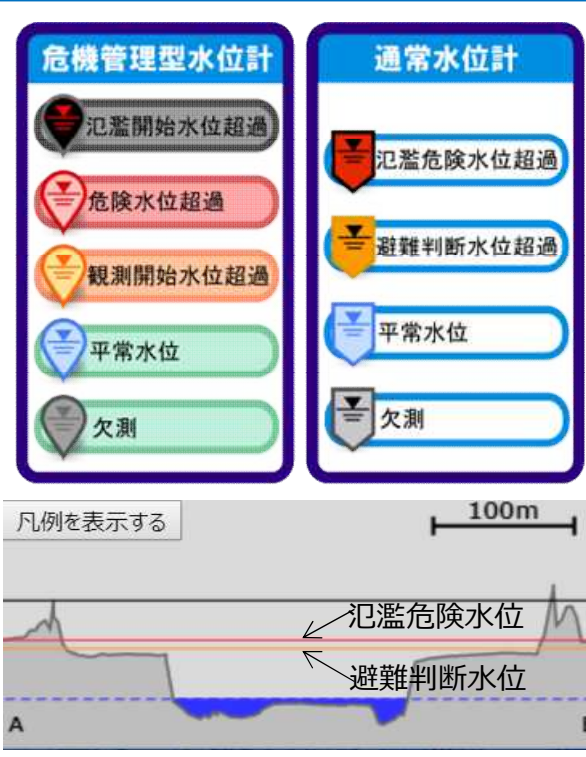 危機管理型水位計
氾濫開始水位超過
危険水位超過
観測開始水位超過
平常水位
欠測
通常水位計
氾濫危険水位超過
避難判断水位超過
平常水位
欠測
凡例を表示する
100m
氾濫危険水位
避難判断水位
A